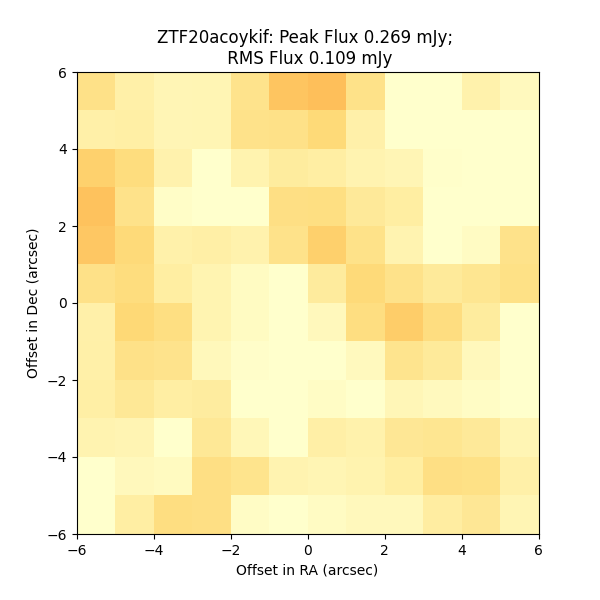 ZTF20acoykif: Peak Flux 0.269 mJy;
RMS Flux 0.109 mJy
6
4
2
0
−2
−4
−6
Offset in Dec (arcsec)
−6 −4 −2 0 2 4 6
Offset in RA (arcsec)